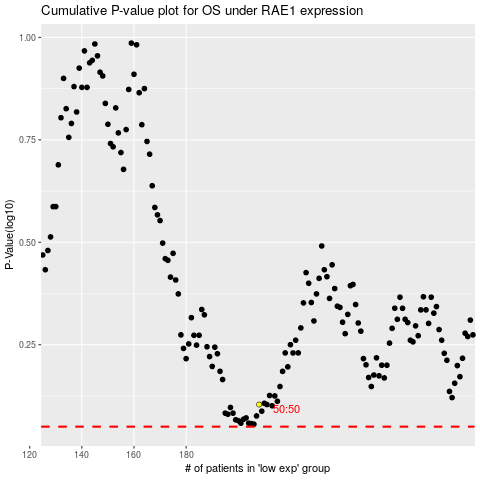 Cumulative P-value plot for OS under RAE1 expression
P-Value(log10)
1.00
0.75
0.50
0.25
50:50
120 140 160 180
# of patients in 'low exp' group